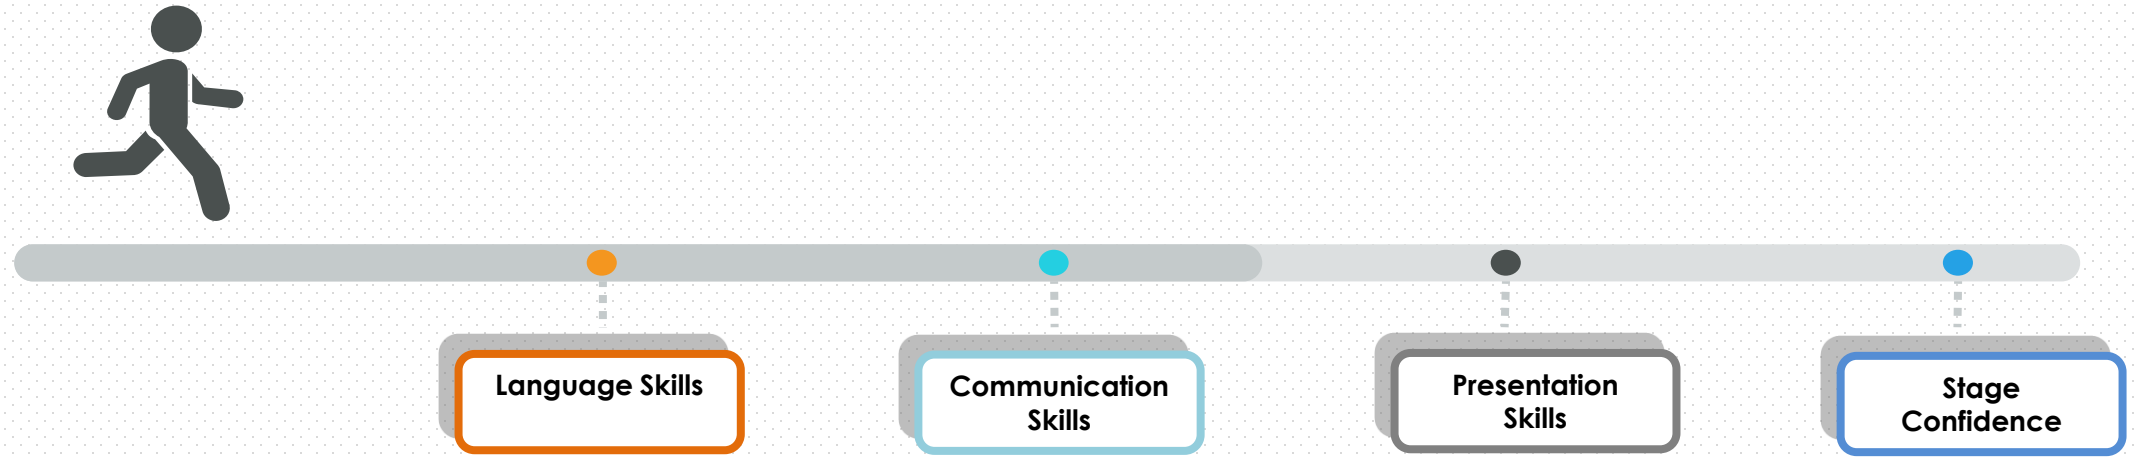 Language Skills
Communication
Skills
Presentation
Skills
Stage
Confidence